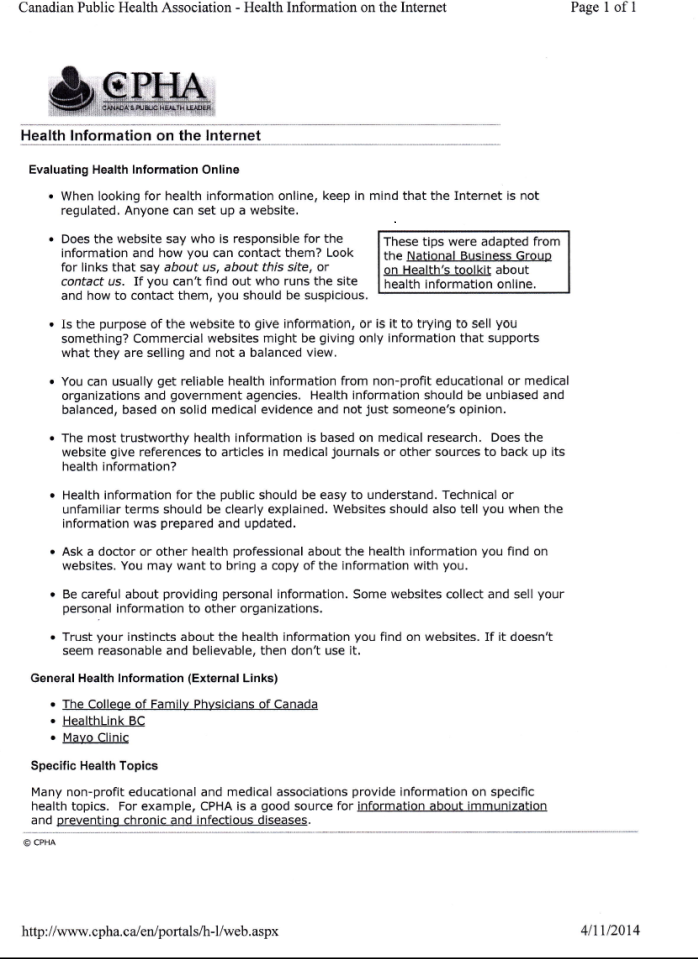 Canadian Public Health Association - Health Information on the Internet Page 1 of 1
CPHA
CANADA'S PUBLIC HEALTH LEADER
Health Information on the Internet
Evaluating Health Information Online
• When looking for health information online, keep in mind that the Internet is not
regulated. Anyone can set up a website.
• Does the website say who is responsible for the
information and how you can contact them? Look
for links that say about us, about this site, or
contact us. If you can't find out who runs the site
and how to contact them, you should be suspicious.
These tips were adapted from
the National Business Group
on Health's toolkit about
health information online.
• Is the purpose of the website to give information, or is it to trying to sell you
something? Commercial websites might be giving only information that supports
what they are selling and not a balanced view.
• You can usually get reliable health information from non-profit educational or medical
organizations and government agencies. Health information should be unbiased and
balanced, based on solid medical evidence and not just someone's opinion.
• The most trustworthy health information is based on medical research. Does the
website give references to articles in medical journals or other sources to back up its
health information?
• Health information for the public should be easy to understand. Technical or
unfamiliar terms should be clearly explained. Websites should also tell you when the
information was prepared and updated.
• Ask a doctor or other health professional about the health information you find on
websites. You may want to bring a copy of the information with you.
• Be careful about providing personal information. Some websites collect and sell your
personal information to other organizations.
• Trust your instincts about the health information you find on websites. If it doesn't
seem reasonable and believable, then don't use it.
General Health Information (External Links)
• The College of Family Physicians of Canada
• HealthLink BC
• Mayo Clinic
Specific Health Topics
Many non-profit educational and medical associations provide information on specific
health topics. For example, CPHA is a good source for information about immunization
and preventing chronic and infectious diseases.
© CPHA
http://www.cpha.ca/en/portals/h-l/web.aspx 4/11/2014